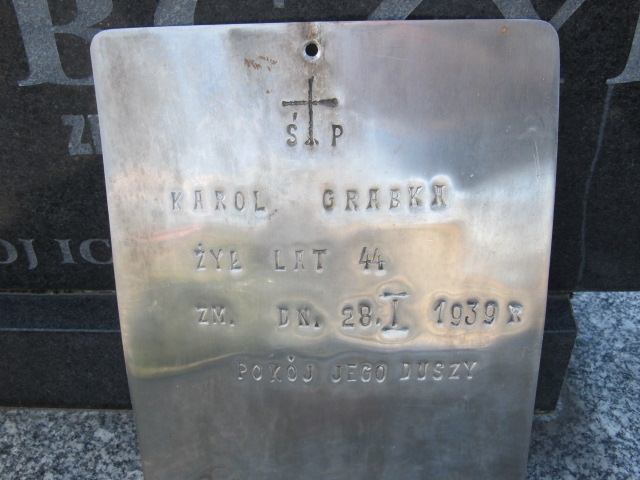 Ś P
KAROL GRABKA
ŻYŁ LAT 44
ZM. DN. 28. I 1939 R
POKÓJ JEGO DUSZY